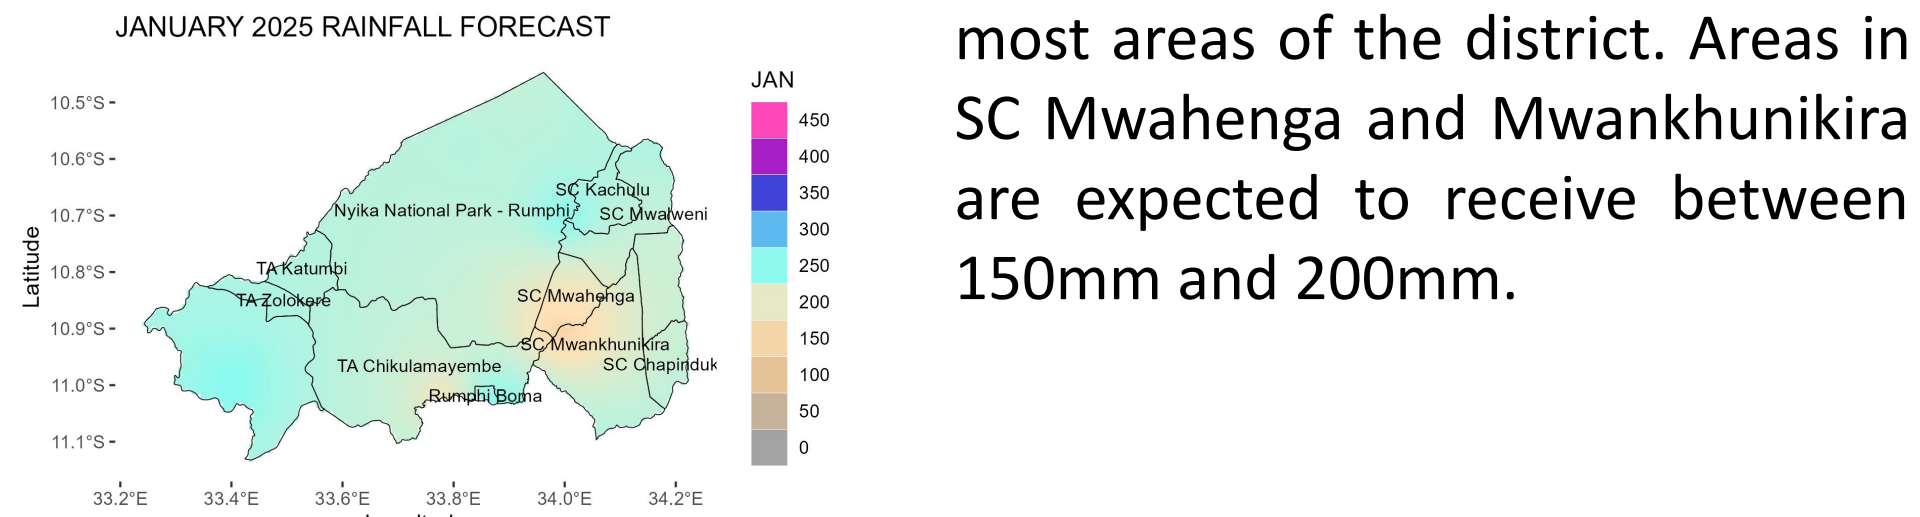 JANUARY 2025 RAINFALL FORECAST
JAN
450
400
350
300
250
200
150
100
50
0
Latitude
10.5°S
10.6°S
10.7°S
10.8°S
10.9°S
11.0°S
11.1°S
SC Kachulu
Nyika National Park - Rumphi
SC Mwalweni
TA Katumbi
SC Mwahenga
TA Zolokere
SC Mwankhunikira
SC Chapinduk
TA Chikulamayembe
Rumphi Boma
33.2°E 33.4°E 33.6°E 33.8°E 34.0°E 34.2°E
most areas of the district. Areas in
SC Mwahenga and Mwankhunikira
are expected to receive between
150mm and 200mm.